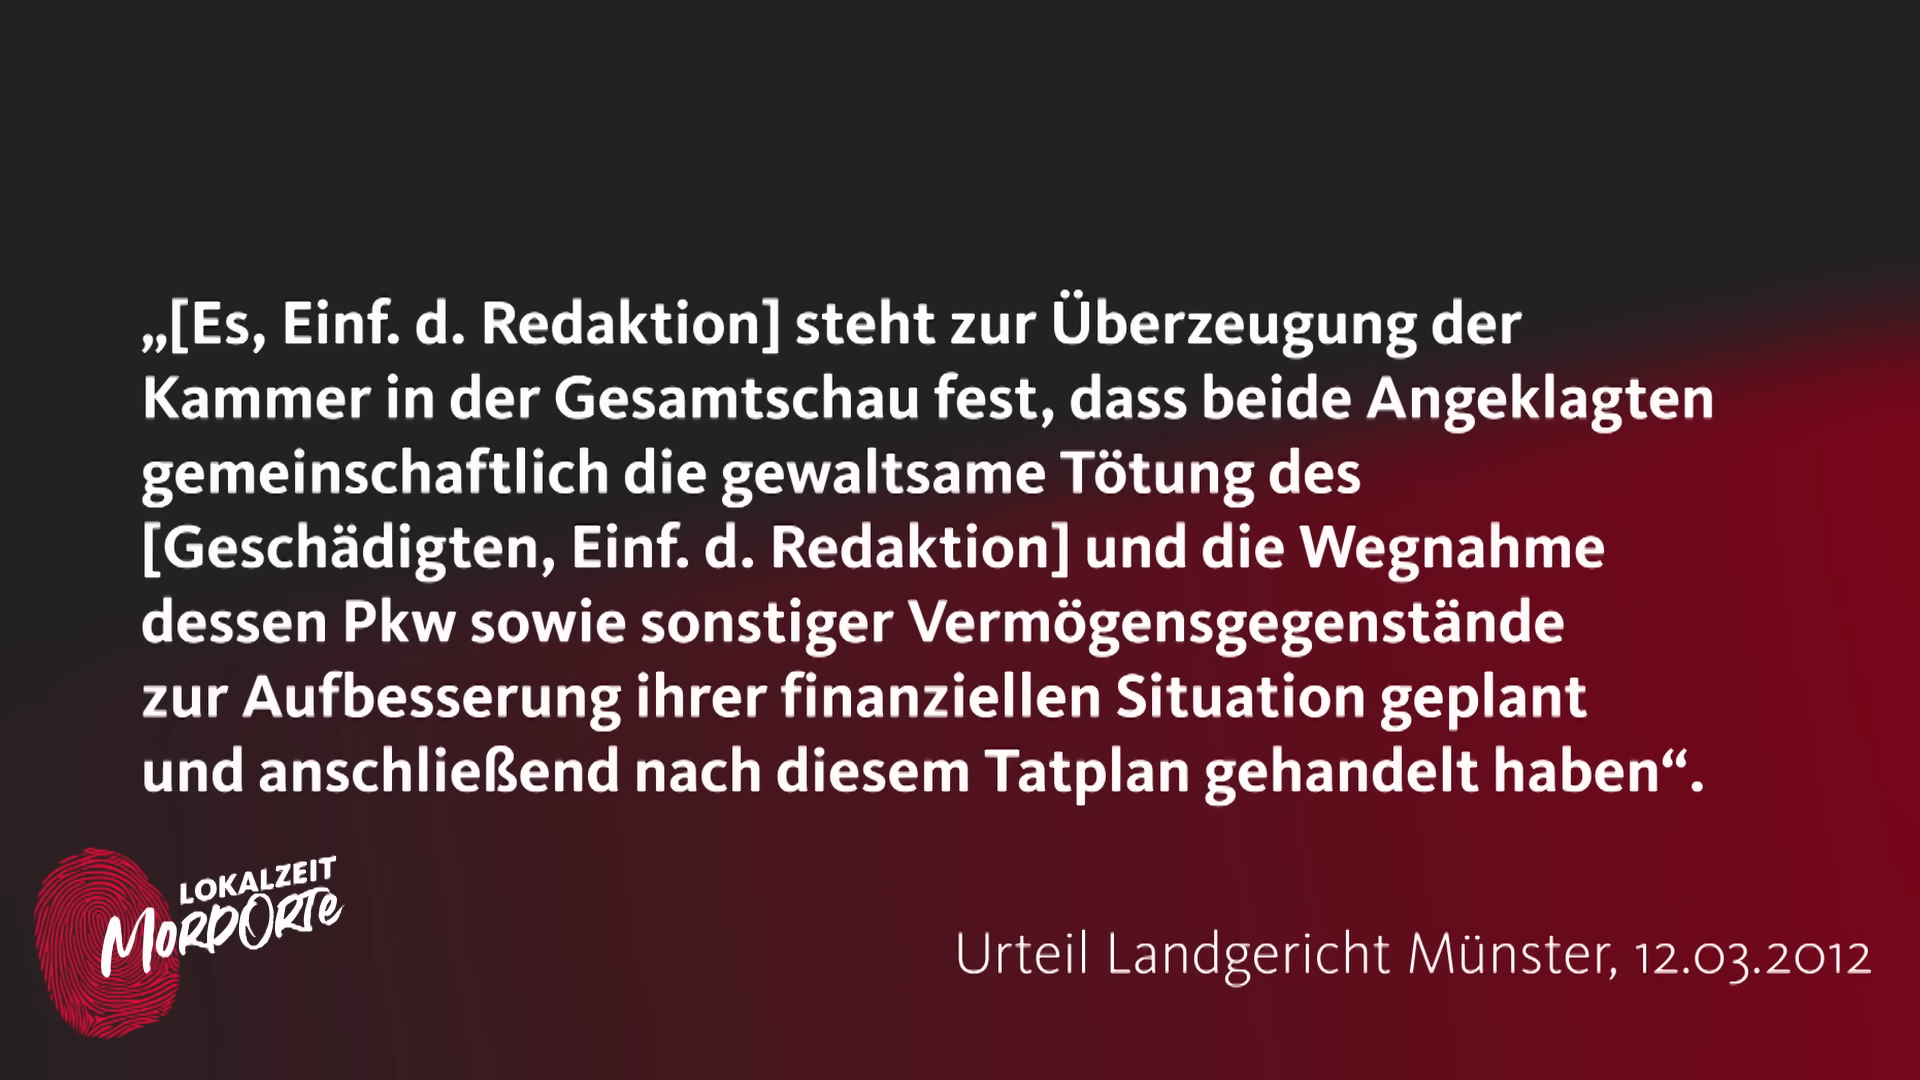 „[Es, Einf. d. Redaktion] steht zur Überzeugung der
Kammer in der Gesamtschau fest, dass beide Angeklagten
gemeinschaftlich die gewaltsame Tötung des
[Geschädigten, Einf. d. Redaktion] und die Wegnahme
dessen Pkw sowie sonstiger Vermögensgegenstände
zur Aufbesserung ihrer finanziellen Situation geplant
und anschließend nach diesem Tatplan gehandelt haben“.
LOKALZEIT
MORDORTE
Urteil Landgericht Münster, 12.03.2012